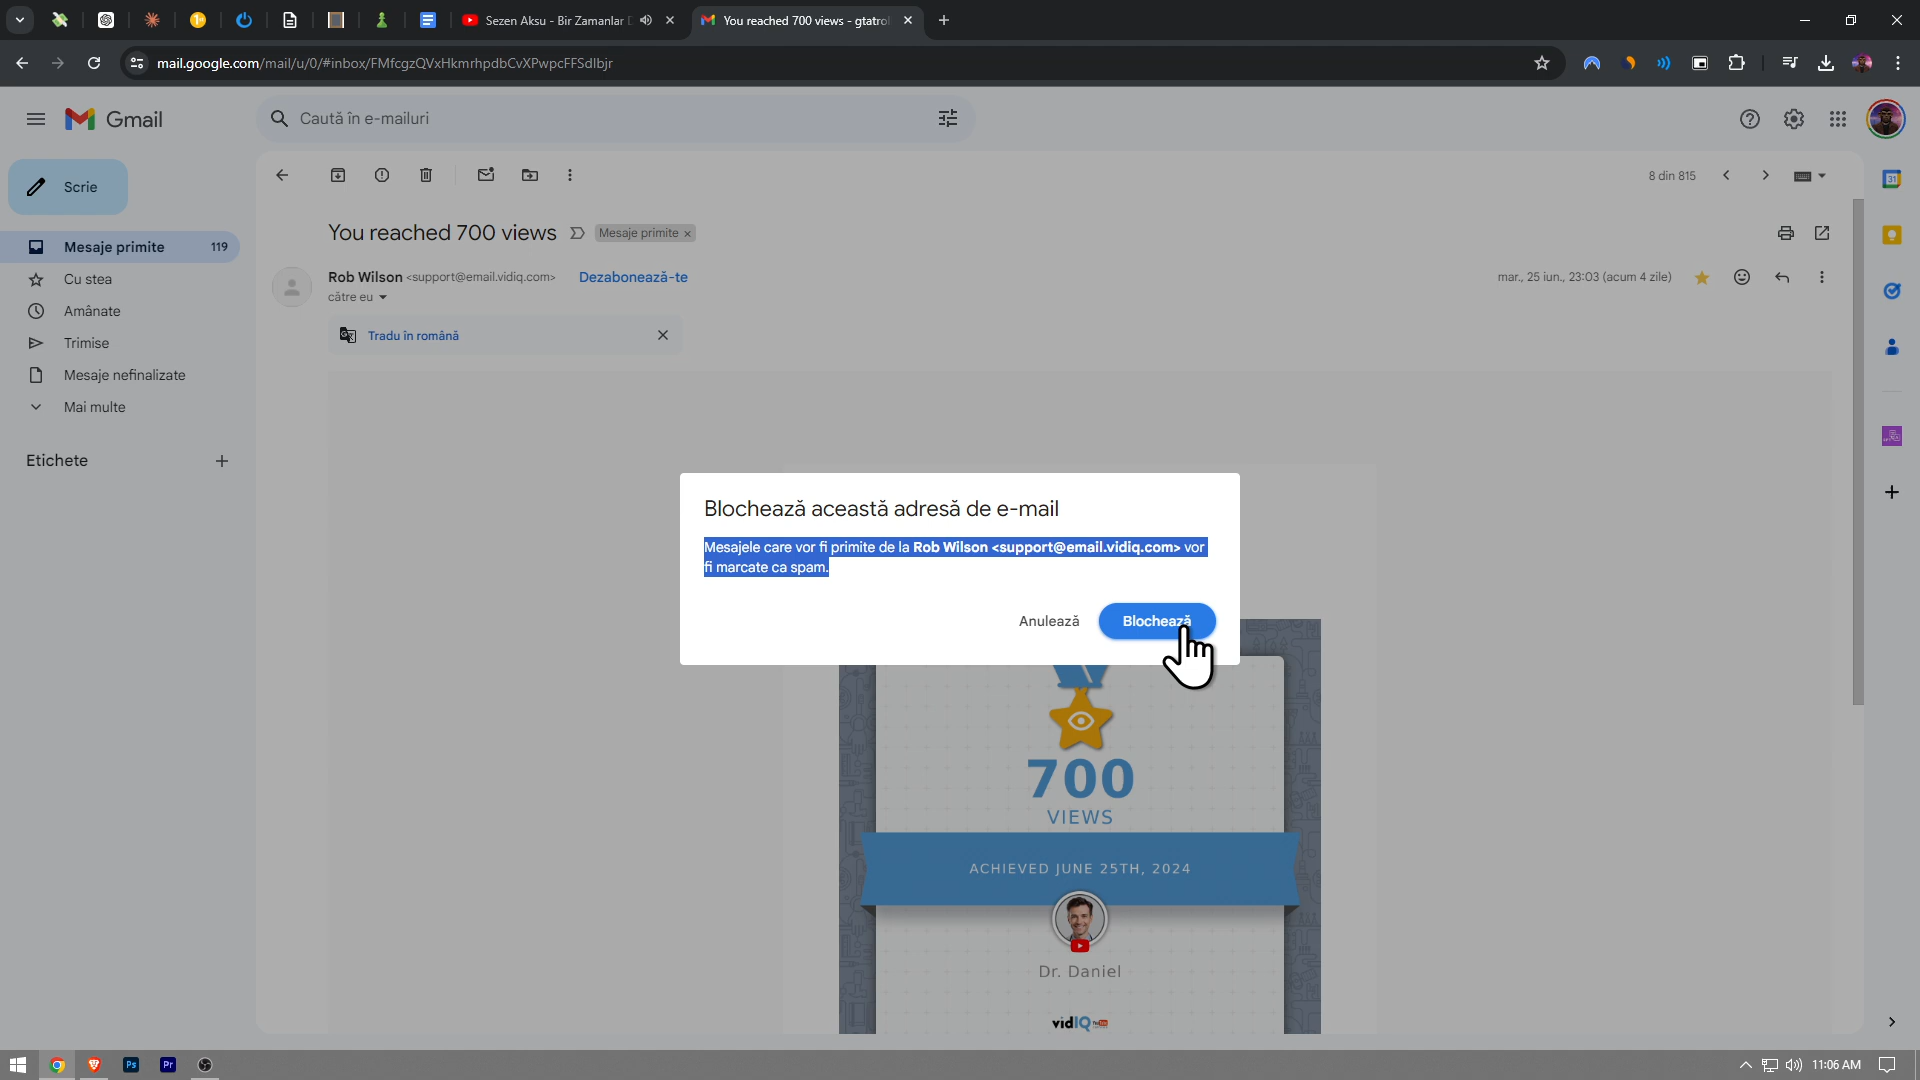 Sezen Aksu - Bir Zamanlar
You reached 700 views - gtatrol
mail.google.com/mail/u/0/#inbox/FMfcgzQVxHkmrhpdbCvXPwpcFFSdlbjr
Gmail
Caută în e-mailuri
Scrie
8 din 815
Mesaje primite 119
Cu stea
Amânate
Trimise
Mesaje nefinalizate
Mai multe
Etichete
You reached 700 views
Mesaje primite
Rob Wilson <support@email.vidiq.com> Dezabonează-te
mar., 25 iun., 23:03 (acum 4 zile)
către eu
Tradu în română
Blochează această adresă de e-mail
Mesajele care vor fi primite de la Rob Wilson <support@email.vidiq.com> vor
fi marcate ca spam.
Anulează
Blochează
700
VIEWS
ACHIEVED JUNE 25TH, 2024
Dr. Daniel
vidIQ
31
Ps
Pr
11:06 AM